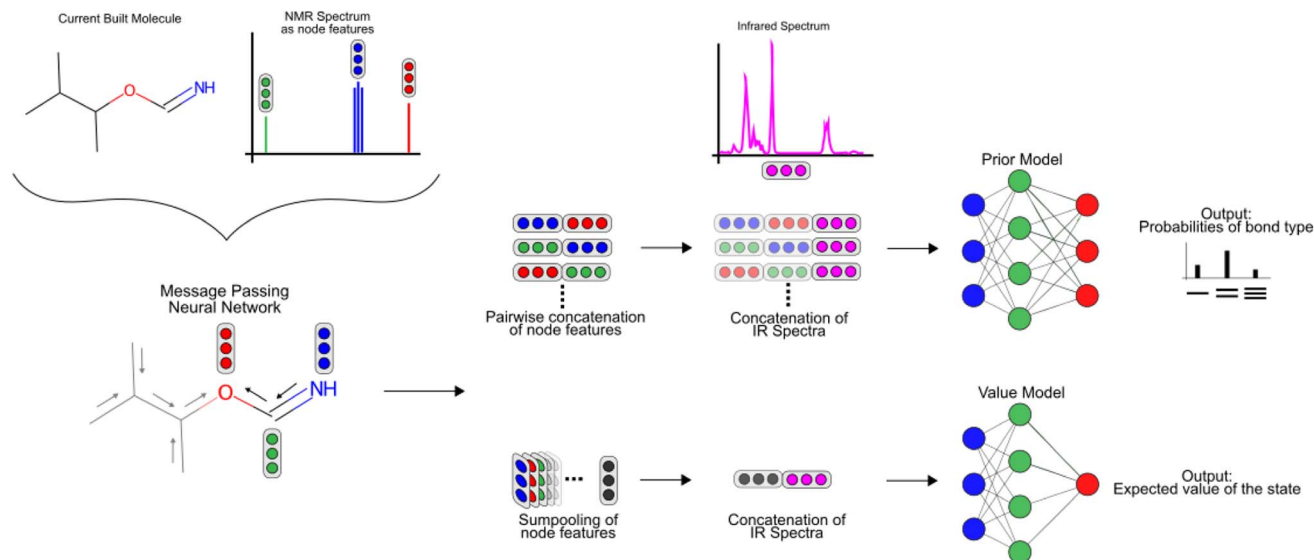 Current Built Molecule
O
NH
NMR Spectrum
as node features
Infrared Spectrum
Message Passing
Neural Network
O
NH
Pairwise concatenation
of node features
Concatenation of
IR Spectra
Prior Model
Output:
Probabilities of bond type
Sumpooling of
node features
Concatenation of
IR Spectra
Value Model
Output:
Expected value of the state